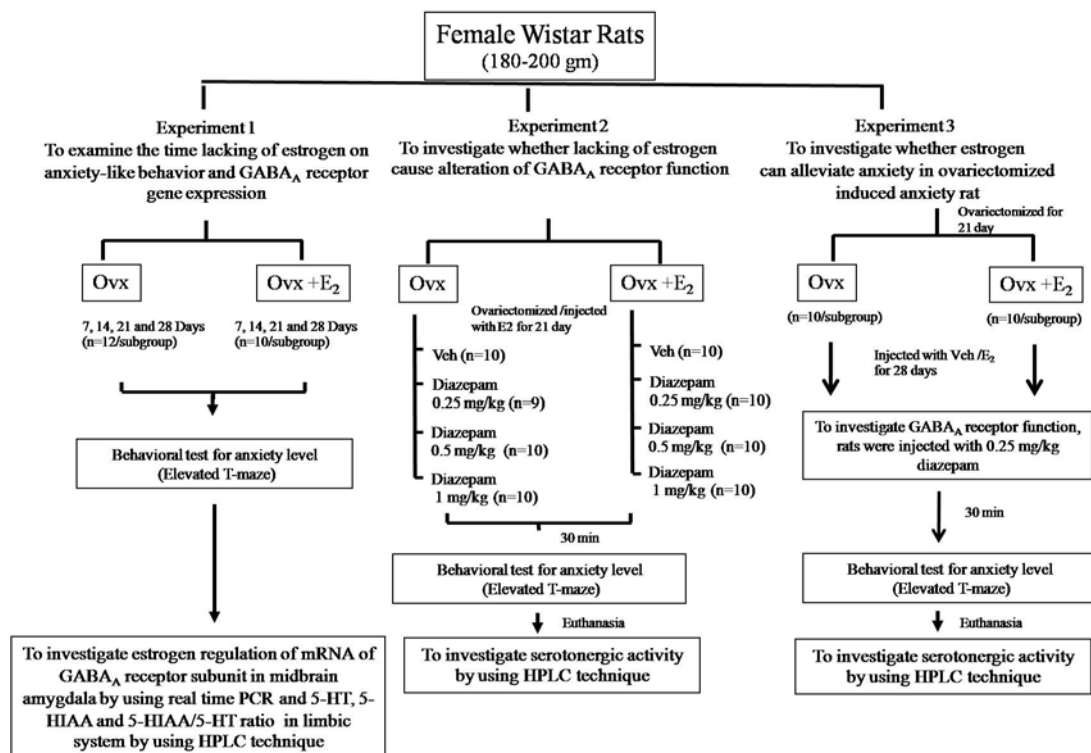 Female Wistar Rats
(180-200 gm)
Experiment 1
To examine the time lacking of estrogen on
anxiety-like behavior and GABAA receptor
gene expression
Ovx
Ovx +E2
7, 14, 21 and 28 Days
(n=12/subgroup)
7, 14, 21 and 28 Days
(n=10/subgroup)
Behavioral test for anxiety level
(Elevated T-maze)
To investigate estrogen regulation of mRNA of
GABAA receptor subunit in midbrain
amygdala by using real time PCR and 5-HT, 5-
HIAA and 5-HIAA/5-HT ratio in limbic
system by using HPLC technique
Experiment 2
To investigate whether lacking of estrogen
cause alteration of GABAA receptor function
Ovx
Ovx +E2
Ovariectomized /injected
with E2 for 21 day
Veh (n=10)
Diazepam
0.25 mg/kg (n=9)
Diazepam
0.5 mg/kg (n=10)
Diazepam
1 mg/kg (n=10)
Veh (n=10)
Diazepam
0.25 mg/kg (n=10)
Diazepam
0.5 mg/kg (n=10)
Diazepam
1 mg/kg (n=10)
30 min
Behavioral test for anxiety level
(Elevated T-maze)
Euthanasia
To investigate serotonergic activity
by using HPLC technique
Experiment 3
To investigate whether estrogen
can alleviate anxiety in ovariectomized
induced anxiety rat
Ovariectomized for
21 day
Ovx
Ovx +E2
(n=10/subgroup)
(n=10/subgroup)
Injected with Veh /E2
for 28 days
To investigate GABAA receptor function,
rats were injected with 0.25 mg/kg
diazepam
30 min
Behavioral test for anxiety level
(Elevated T-maze)
Euthanasia
To investigate serotonergic activity
by using HPLC technique